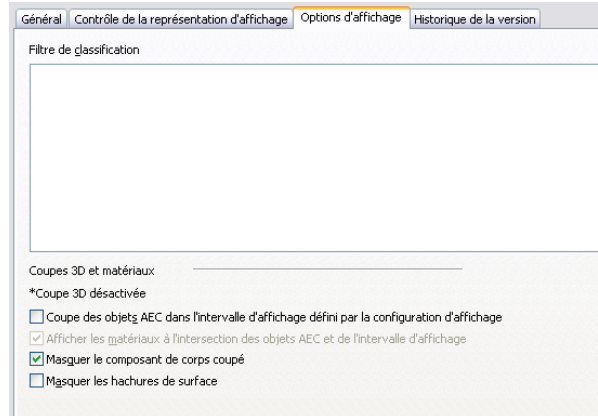 Général Contrôle de la représentation d'affichage Options d'affichage Historique de la version
Filtre de classification
Coupes 3D et matériaux
*Coupe 3D désactivée
Coupe des objets AEC dans l'intervalle d'affichage défini par la configuration d'affichage
Afficher les matériaux à l'intersection des objets AEC et de l'intervalle d'affichage
Masquer le composant de corps coupé
Masquer les hachures de surface